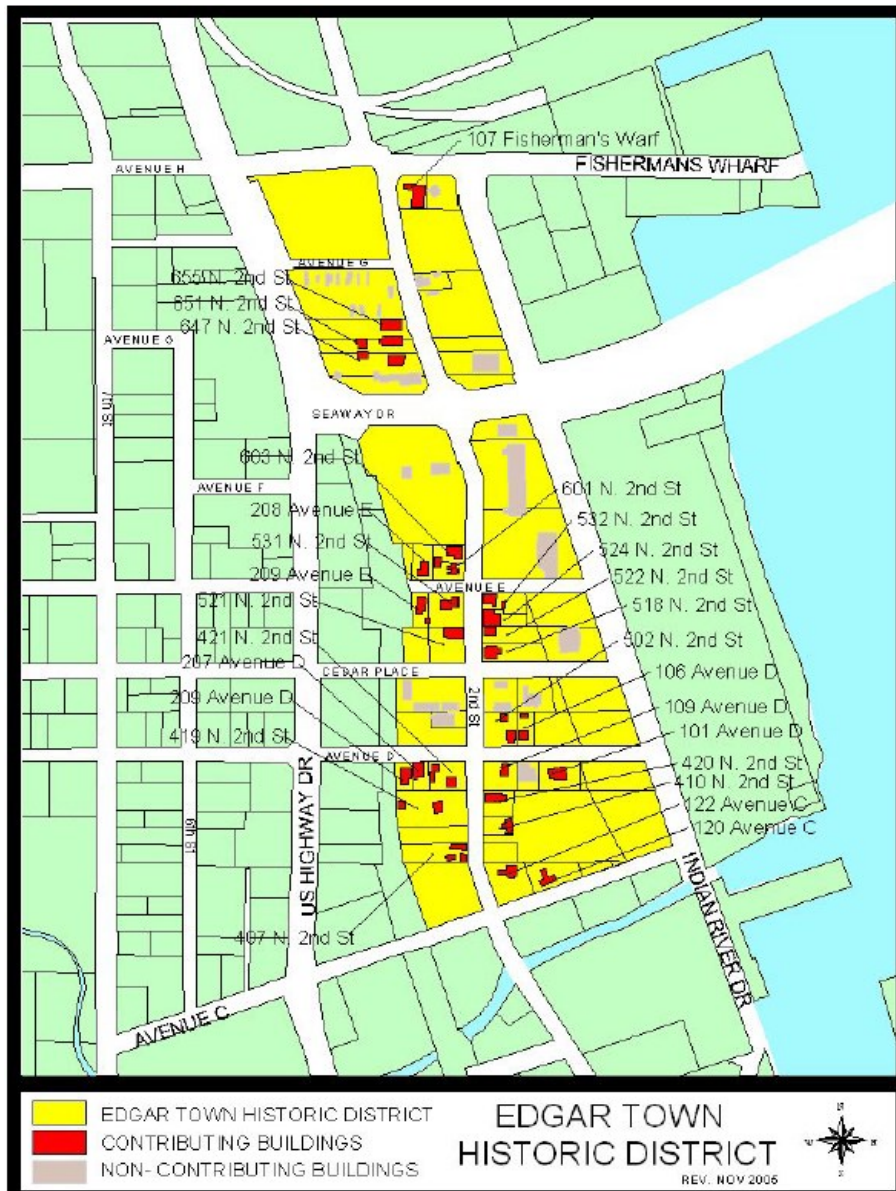 107 Fisherman's Warf
FISHERMANS WHARF
AVENUE H
AVENUE G
655 N. 2nd St
651 N. 2nd St
647 N. 2nd St
AVENUE G
SEAWAY DR
603 N. 2nd St
AVENUE F
601 N. 2nd St
208 Avenue E
532 N. 2nd St
531 N. 2nd St
524 N. 2nd St
209 Avenue E
AVENUE E
522 N. 2nd St
521 N. 2nd St
518 N. 2nd St
421 N. 2nd St
502 N. 2nd St
207 Avenue D
CEDAR PLACE
106 Avenue D
209 Avenue D
2nd St
109 Avenue D
419 N. 2nd St
101 Avenue D
AVENUE D
420 N. 2nd St
410 N. 2nd St
122 Avenue C
120 Avenue C
US HIGHWAY DR
6th St
INDIAN RIVER DR
407 N. 2nd St
AVENUE C
EDGAR TOWN HISTORIC DISTRICT
CONTRIBUTING BUILDINGS
NON- CONTRIBUTING BUILDINGS
EDGAR TOWN
HISTORIC DISTRICT
REV. NOV 2005